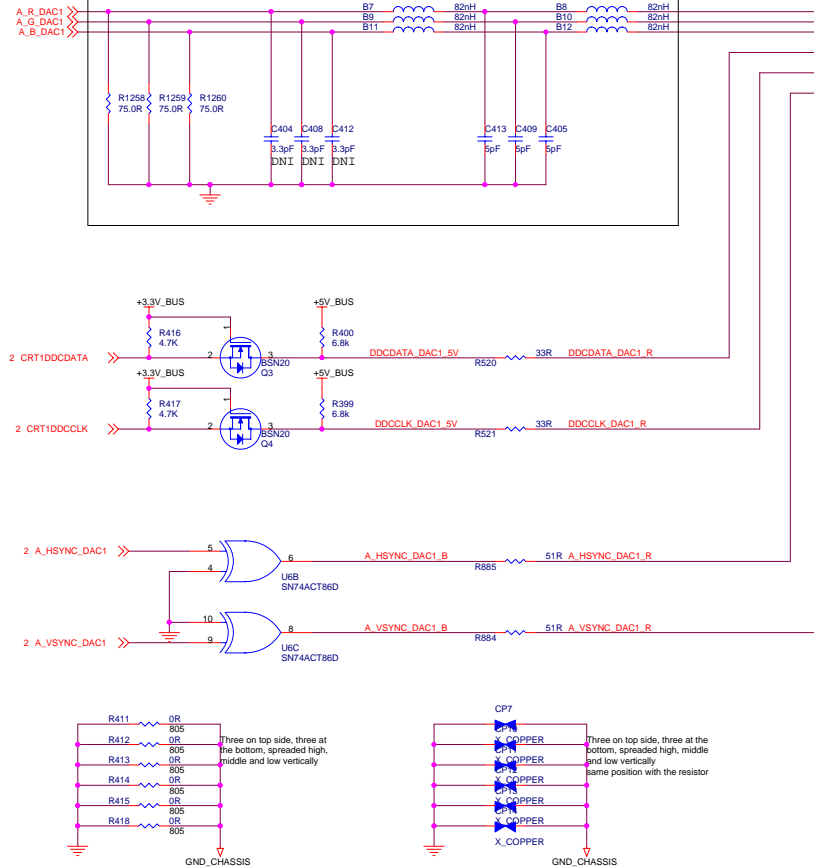 A_R_DAC1 B7 82nH B8 82nH
A_G_DAC1 B9 82nH B10 82nH
A_B_DAC1 B11 82nH B12 82nH
R1258 R1259 R1260
75.0R 75.0R 75.0R
C404 C408 C412 C413 C409 C405
3.3pF 3.3pF 3.3pF 5pF 5pF 5pF
DNI DNI DNI
+3.3V_BUS +5V_BUS
R416 1 R400
4.7K 6.8k
2 CRT1DDCDATA 2 3 DDCDATA_DAC1_5V 33R DDCDATA_DAC1_R
BSN20 R520
Q3
+3.3V_BUS +5V_BUS
R417 1 R399
4.7K 6.8k
2 CRT1DDCCLK 2 3 DDCCLK_DAC1_5V 33R DDCCLK_DAC1_R
BSN20 R521
Q4
2 A_HSYNC_DAC1 5 6 A_HSYNC_DAC1_B 51R A_HSYNC_DAC1_R
4 R885
U6B
SN74ACT86D
10 8 A_VSYNC_DAC1_B 51R A_VSYNC_DAC1_R
2 A_VSYNC_DAC1 9 R884
U6C
SN74ACT86D
R411 0R
805
R412 0R
805
R413 0R
805
R414 0R
805
R415 0R
805
R418 0R
805
Three on top side, three at
the bottom, spreaded high,
middle and low vertically
GND_CHASSIS
CP7
X_COPPER
CP11
X_COPPER
CP12
X_COPPER
CP13
X_COPPER
X_COPPER
Three on top side, three at the
bottom, spreaded high, middle
and low vertically
same position with the resistor
GND_CHASSIS